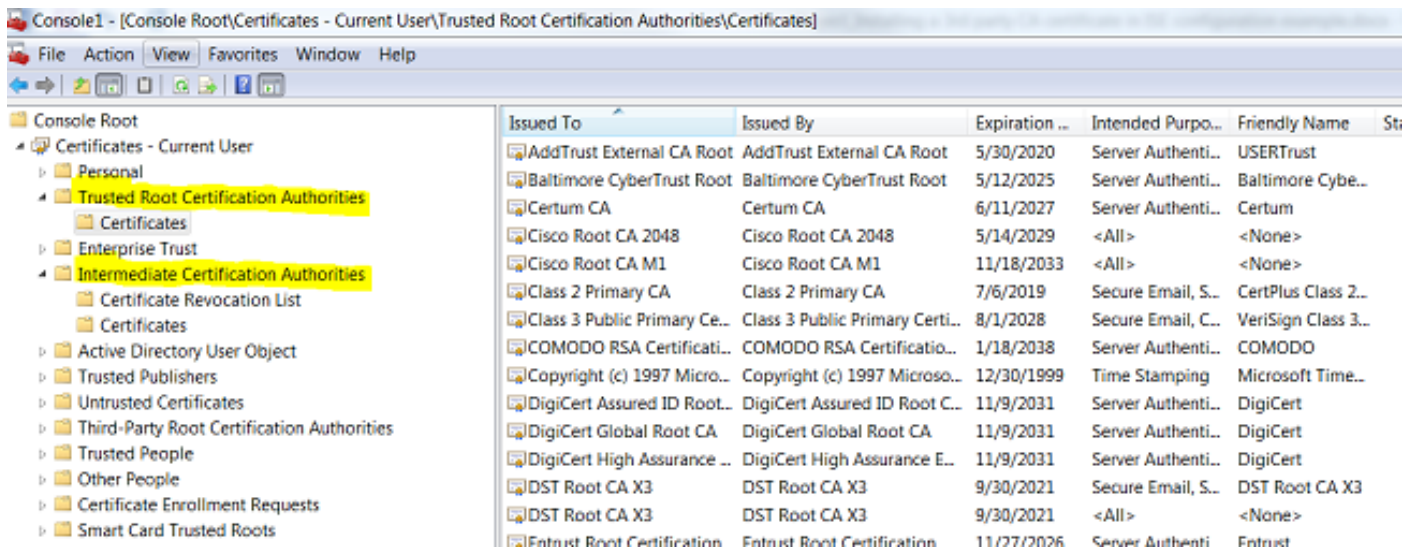 Console1 - [Console Root\Certificates - Current User\Trusted Root Certification Authorities\Certificates]
File Action View Favorites Window Help
Console Root
Certificates - Current User
Personal
Trusted Root Certification Authorities
Certificates
Enterprise Trust
Intermediate Certification Authorities
Certificate Revocation List
Certificates
Active Directory User Object
Trusted Publishers
Untrusted Certificates
Third-Party Root Certification Authorities
Trusted People
Other People
Certificate Enrollment Requests
Smart Card Trusted Roots
Issued To Issued By Expiration ... Intended Purpo... Friendly Name Sta
AddTrust External CA Root AddTrust External CA Root 5/30/2020 Server Authenti... USERTrust
Baltimore CyberTrust Root Baltimore CyberTrust Root 5/12/2025 Server Authenti... Baltimore Cybe...
Certum CA Certum CA 6/11/2027 Server Authenti... Certum
Cisco Root CA 2048 Cisco Root CA 2048 5/14/2029 <All> <None>
Cisco Root CA M1 Cisco Root CA M1 11/18/2033 <All> <None>
Class 2 Primary CA Class 2 Primary CA 7/6/2019 Secure Email, S... CertPlus Class 2...
Class 3 Public Primary Ce... Class 3 Public Primary Certi... 8/1/2028 Secure Email, C... VeriSign Class 3...
COMODO RSA Certificati... COMODO RSA Certificatio... 1/18/2038 Server Authenti... COMODO
Copyright (c) 1997 Micro... Copyright (c) 1997 Microso... 12/30/1999 Time Stamping Microsoft Time...
DigiCert Assured ID Root... DigiCert Assured ID Root C... 11/9/2031 Server Authenti... DigiCert
DigiCert Global Root CA DigiCert Global Root CA 11/9/2031 Server Authenti... DigiCert
DigiCert High Assurance ... DigiCert High Assurance E... 11/9/2031 Server Authenti... DigiCert
DST Root CA X3 DST Root CA X3 9/30/2021 Secure Email, S... DST Root CA X3
DST Root CA X3 DST Root CA X3 9/30/2021 <All> <None>
Entrust Root Certification Entrust Root Certification 11/27/2026 Server Authenti Entrust